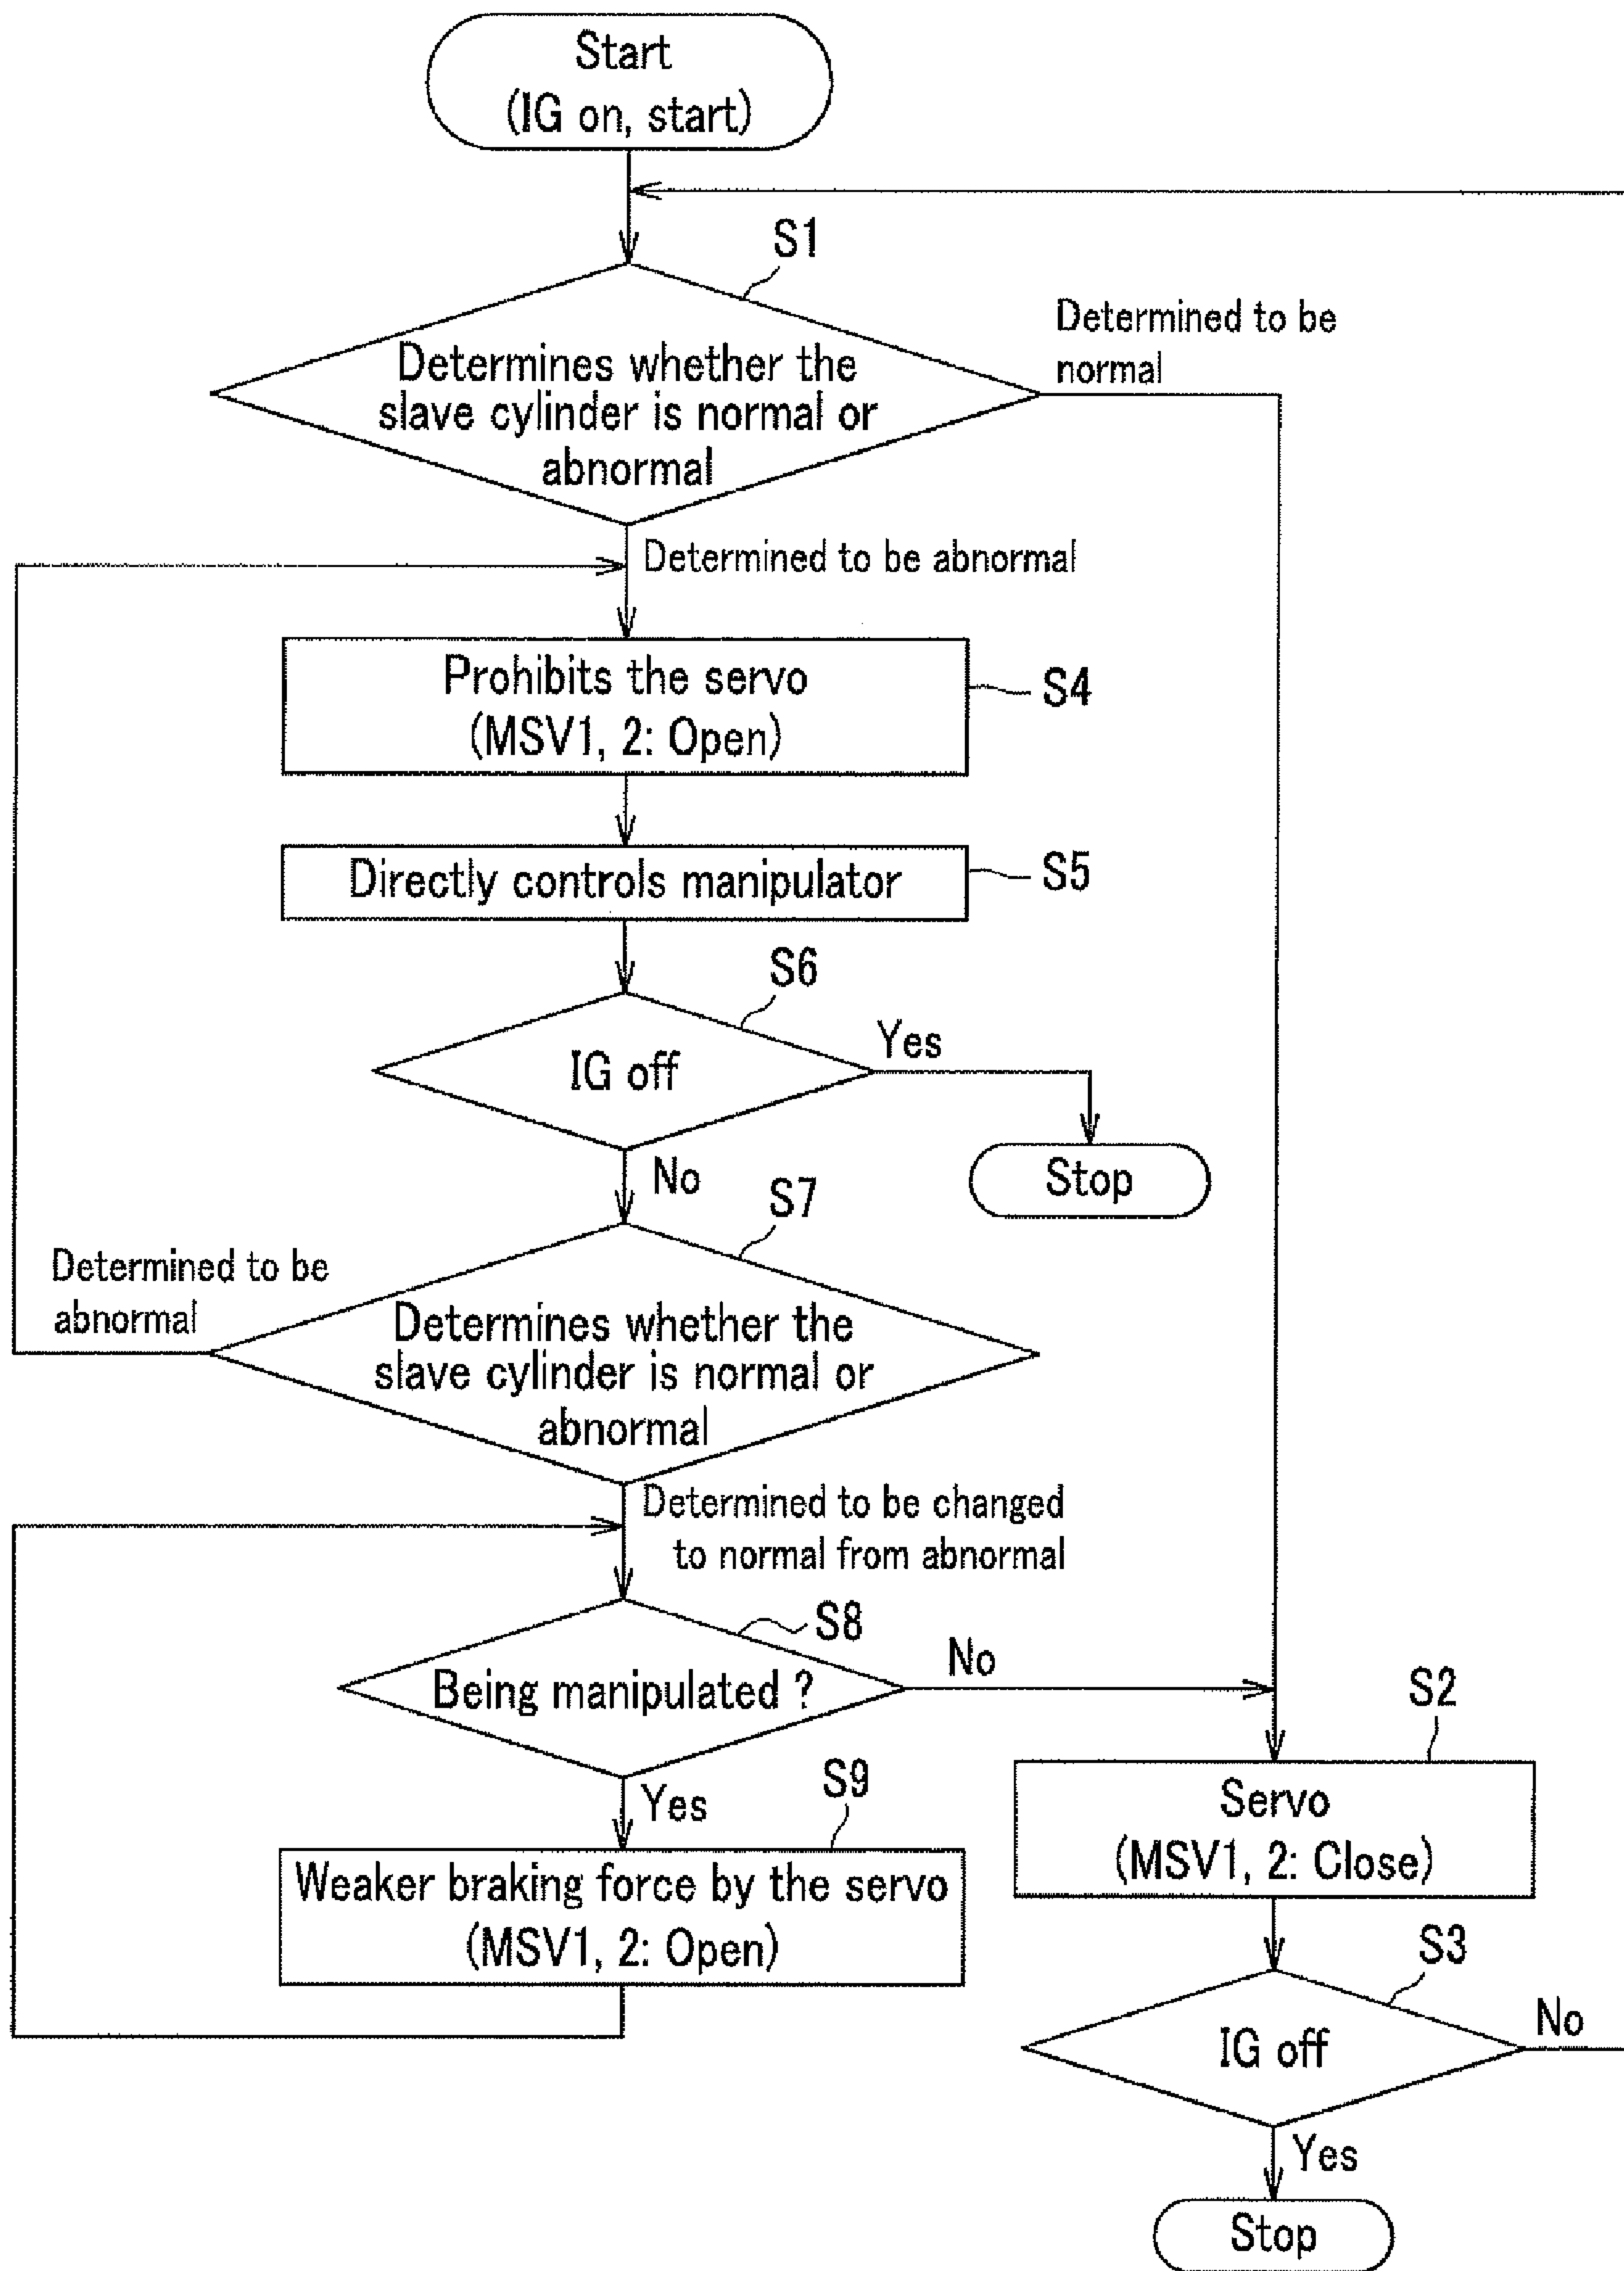 Start
(IG on, start)
S1
Determined to be
normal
Determines whether the
slave cylinder is normal or
abnormal
Determined to be abnormal
Prohibits the servo
(MSV1, 2: Open)
S4
Directly controls manipulator
S5
S6
IG off
Yes
Stop
No
S7
Determined to be
abnormal
Determines whether the
slave cylinder is normal or
abnormal
Determined to be changed
to normal from abnormal
S8
Being manipulated ?
No
Yes
S9
Weaker braking force by the servo
(MSV1, 2: Open)
S2
Servo
(MSV1, 2: Close)
S3
IG off
No
Yes
Stop